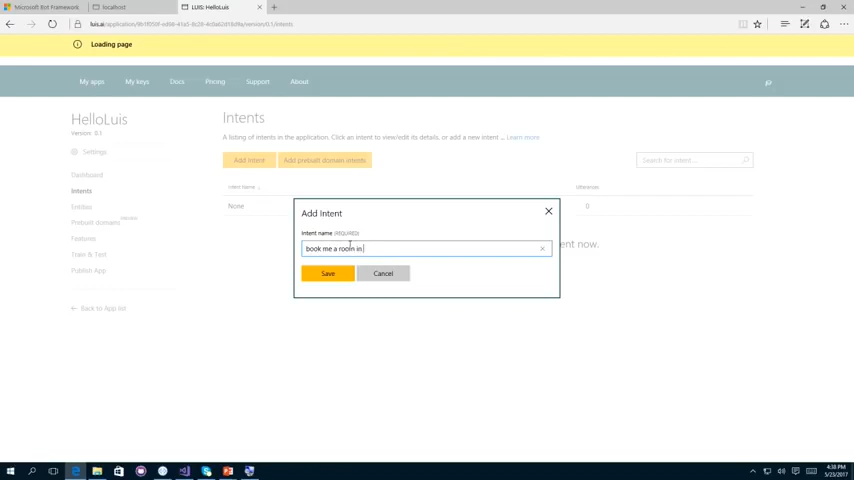 Microsoft Bot Framework
localhost
LUIS: HelloLuis
Loading page
My apps My keys Docs Pricing Support About
HelloLuis
Version: 0.1
Settings
Dashboard
Intents
Entities
Prebuilt domains PREVIEW
Features
Train & Test
Publish App
Back to App list
Intents
A listing of intents in the application. Click an intent to view/edit its details, or add a new intent ... Learn more
Add Intent Add prebuilt domain intents Search for intent ...
Intent Name
Utterances
None 0
ent now.
Add Intent
Intent name (REQUIRED)
book me a room in
Save Cancel
4:38 PM
5/23/2017